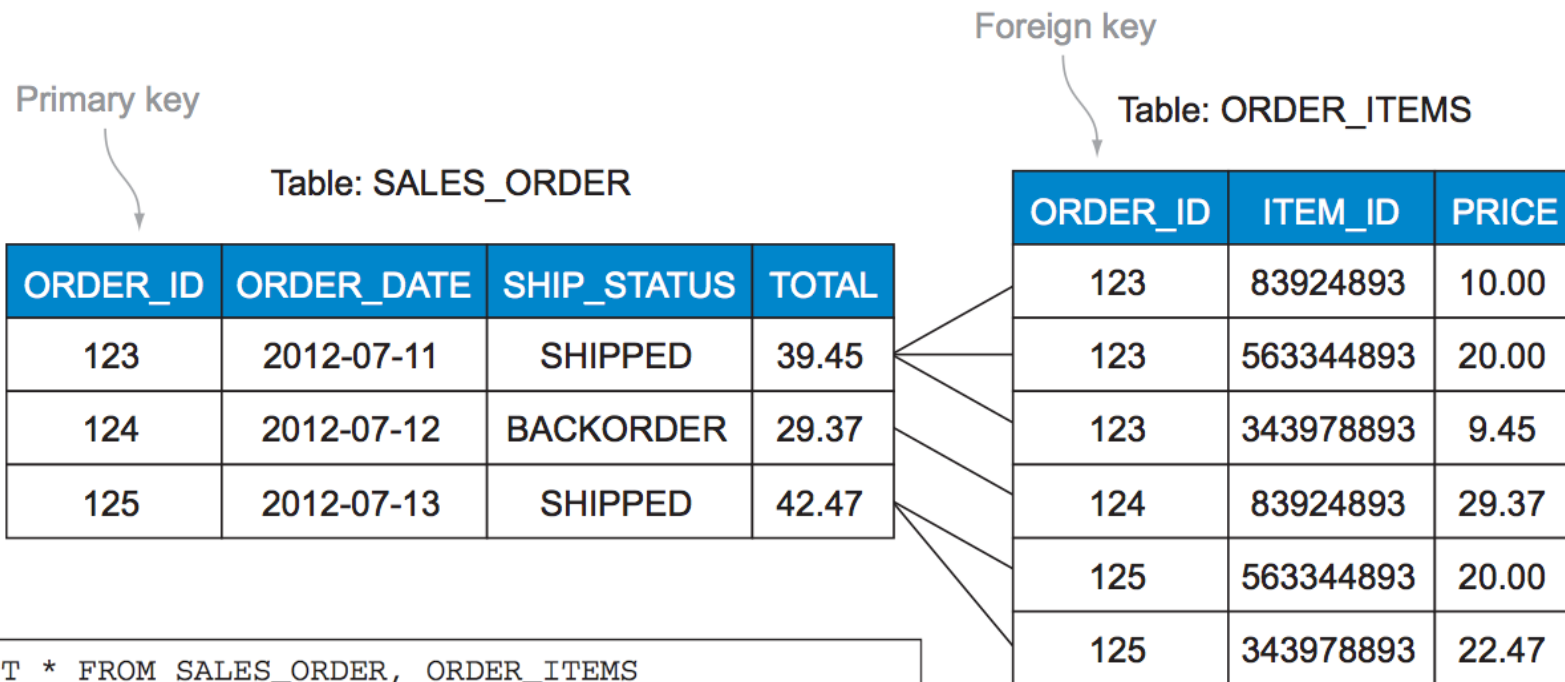 Foreign key
Primary key
Table: ORDER_ITEMS
Table: SALES_ORDER
ORDER_ID ITEM_ID PRICE
123 83924893 10.00
123 563344893 20.00
123 343978893 9.45
124 83924893 29.37
125 563344893 20.00
125 343978893 22.47
ORDER_ID ORDER_DATE SHIP_STATUS TOTAL
123 2012-07-11 SHIPPED 39.45
124 2012-07-12 BACKORDER 29.37
125 2012-07-13 SHIPPED 42.47
T * FROM SALES_ORDER, ORDER_ITEMS